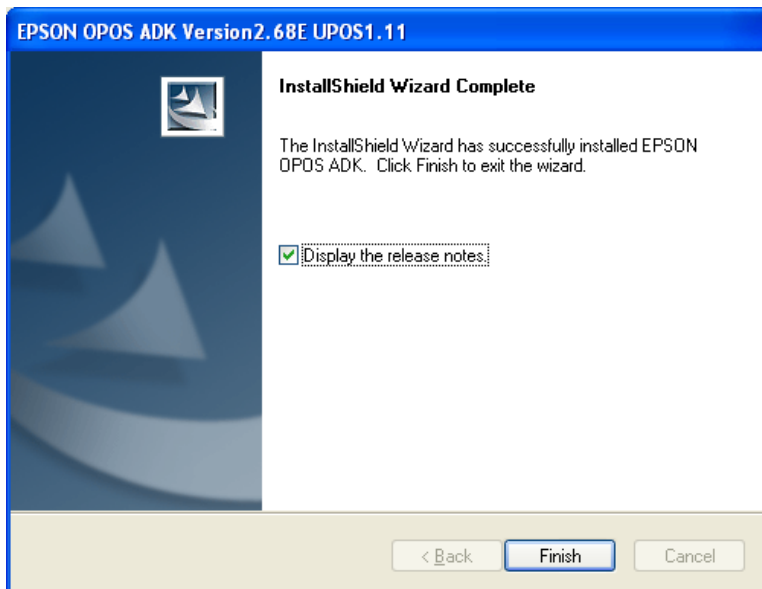 EPSON OPOS ADK Version2.68E UPOS1.11
InstallShield Wizard Complete
The InstallShield Wizard has successfully installed EPSON
OPOS ADK. Click Finish to exit the wizard.
Display the release notes.
< Back
Finish
Cancel